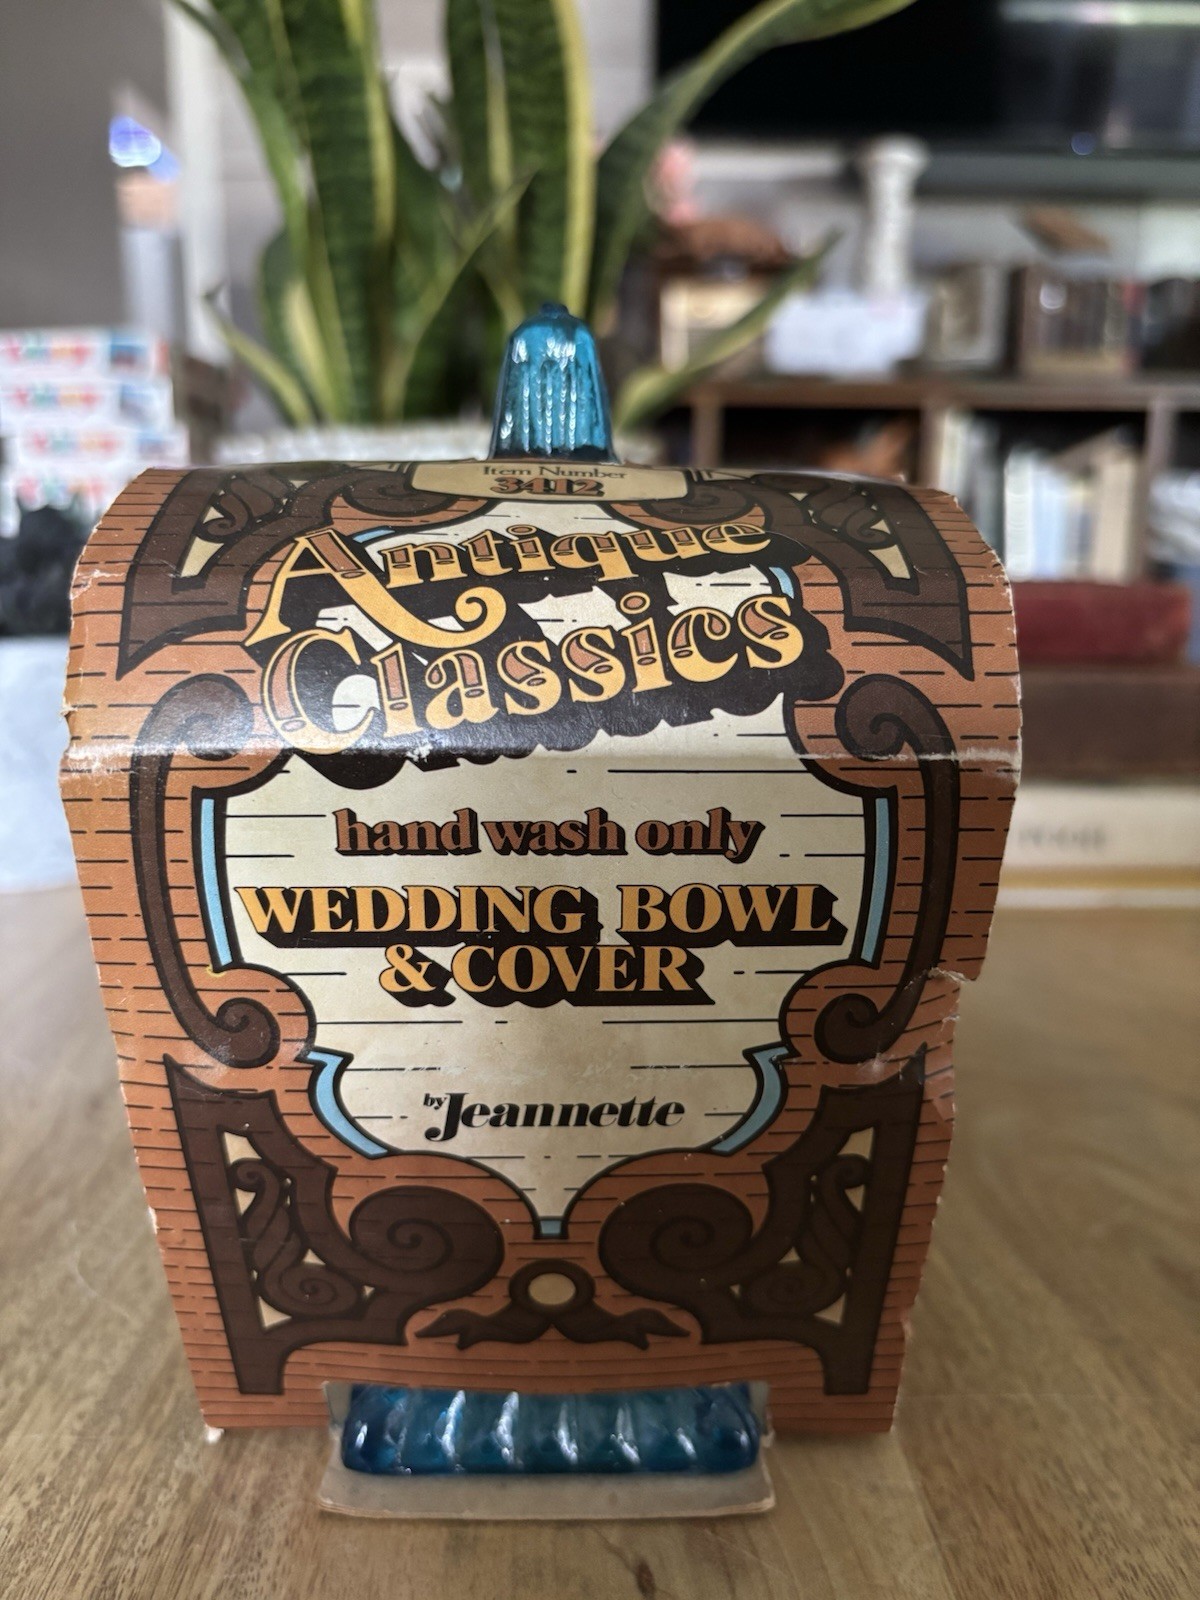 Item Number
3412
Antique
Classics
hand wash only
WEDDING BOWL
& COVER
by Jeannette